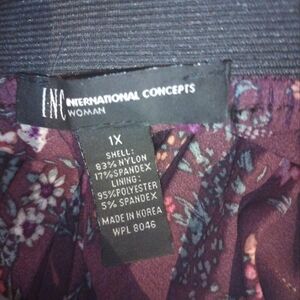 I.N.C INTERNATIONAL CONCEPTS
WOMAN
1X
SHELL:
83% NYLON
17% SPANDEX
LINING:
95% POLYESTER
5% SPANDEX
MADE IN KOREA
WPL 8046